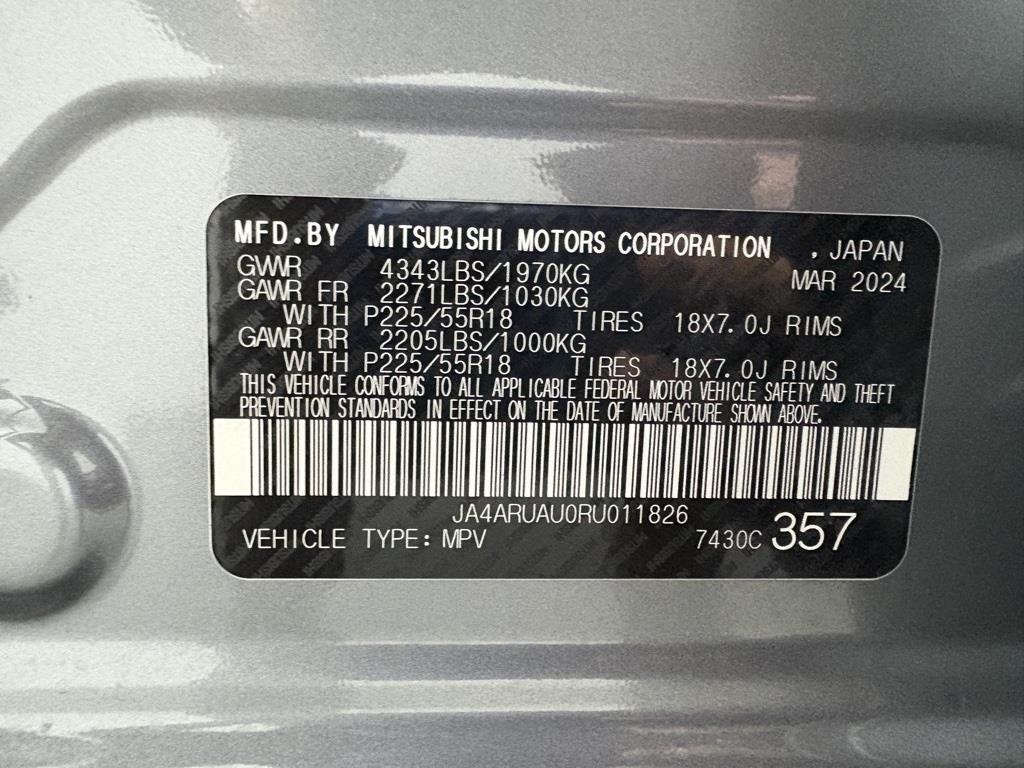 MFD.BY MITSUBISHI MOTORS CORPORATION , JAPAN
GVWR 4343LBS/1970KG MAR 2024
GAWR FR 2271LBS/1030KG
WITH P225/55R18 TIRES 18X7.0J RIMS
GAWR RR 2205LBS/1000KG
WITH P225/55R18 TIRES 18X7.0J RIMS
THIS VEHICLE CONFORMS TO ALL APPLICABLE FEDERAL MOTOR VEHICLE SAFETY AND THEFT
PREVENTION STANDARDS IN EFFECT ON THE DATE OF MANUFACTURE SHOWN ABOVE.
JA4ARUAU0RU011826
VEHICLE TYPE: MPV 7430C 357